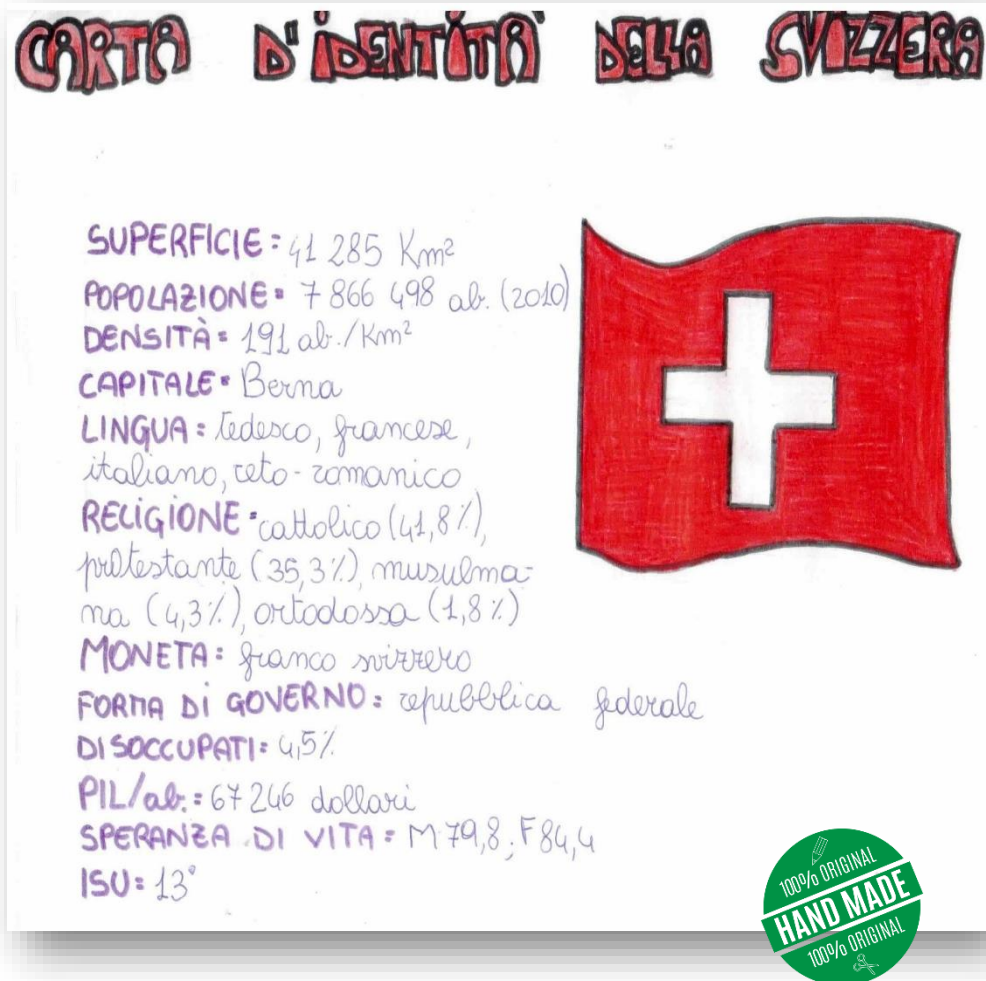 CARTA D'IDENTITÀ DELLA SVIZZERA
SUPERFICIE: 41 285 Km²
POPOLAZIONE: 7 866 498 ab. (2010)
DENSITÀ: 191 ab./Km²
CAPITALE: Berna
LINGUA: tedesco, francese,
italiano, reto-romanico
RELIGIONE: cattolico (41,8%),
protestante (35,3%), musulma-
na (4,3%), ortodossa (1,8%)
MONETA: franco svizzero
FORMA DI GOVERNO: repubblica federale
DISOCCUPATI: 4,5%
PIL/ab.: 67 246 dollari
SPERANZA DI VITA: M 79,8; F 84,4
ISU: 13°
100% ORIGINAL
HAND MADE
100% ORIGINAL